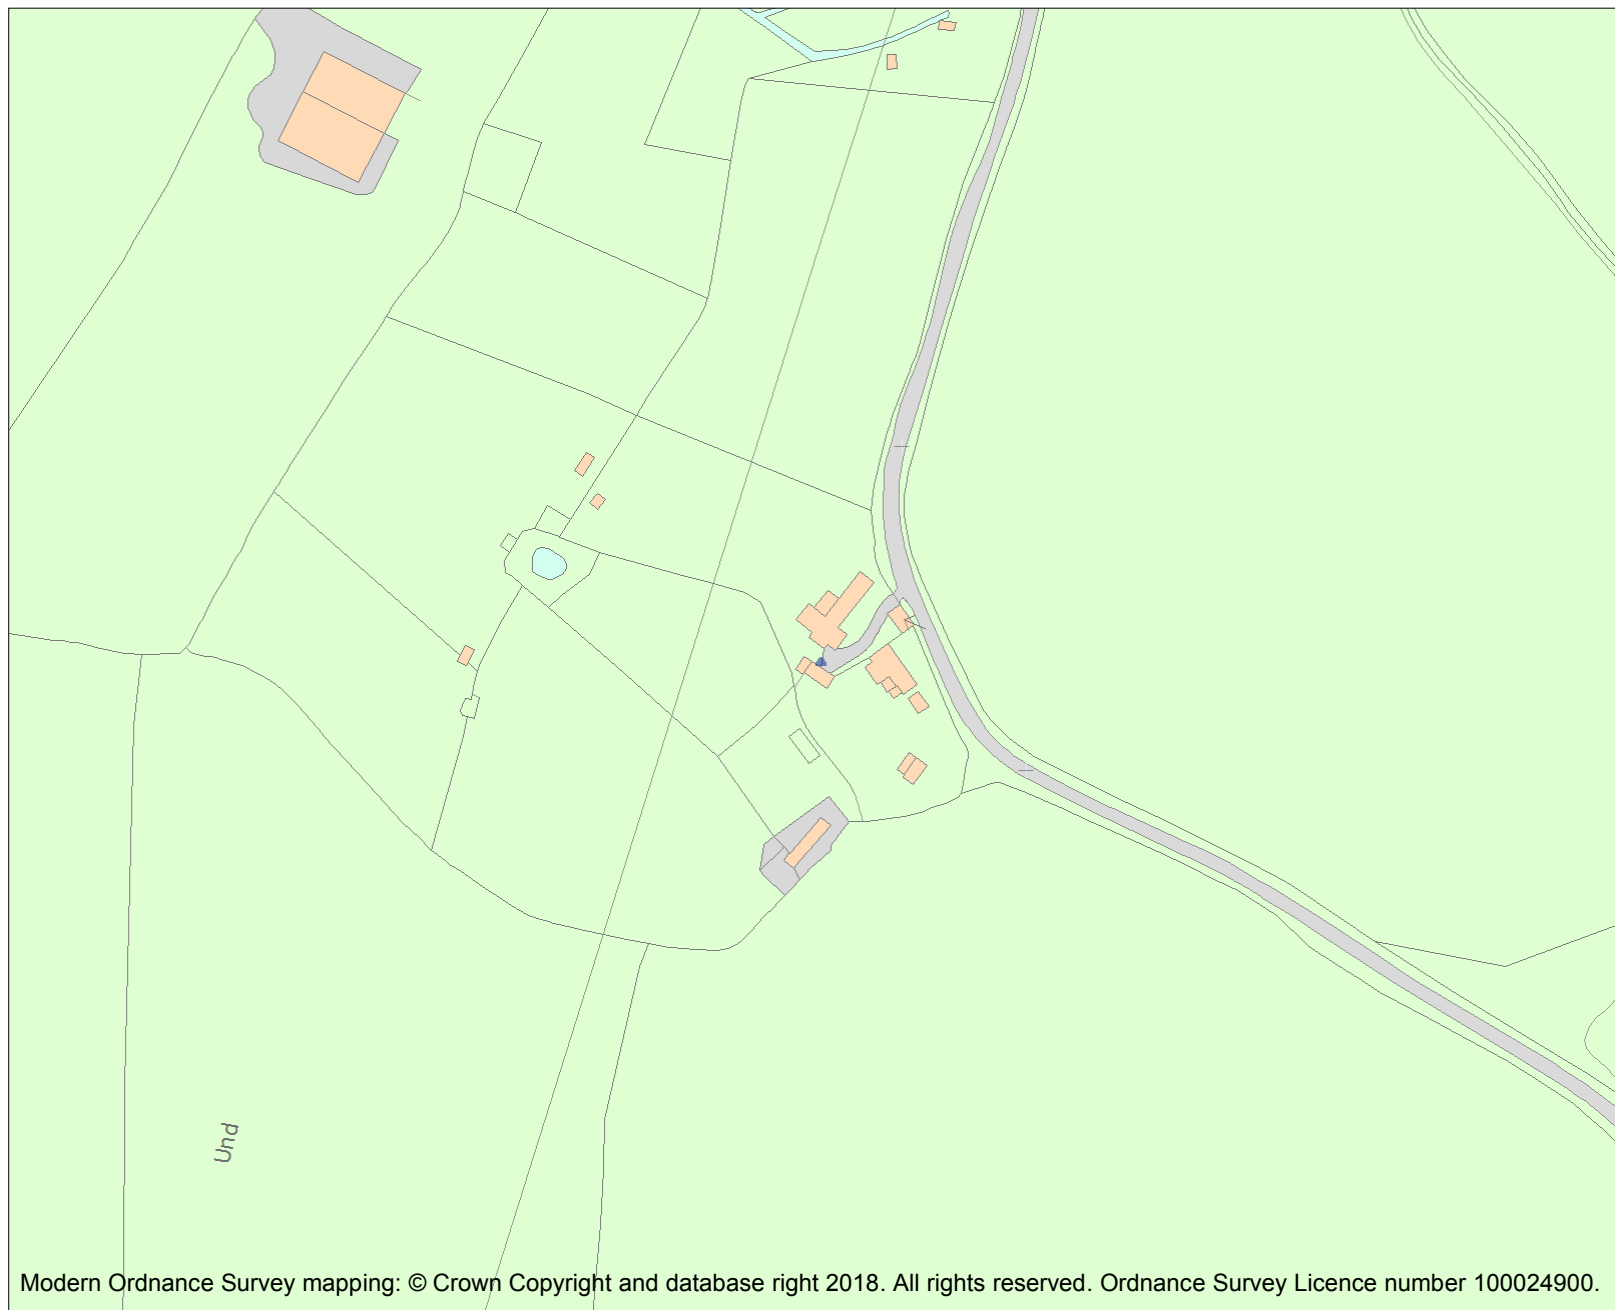 Und
Modern Ordnance Survey mapping: © Crown Copyright and database right 2018. All rights reserved. Ordnance Survey Licence number 100024900.